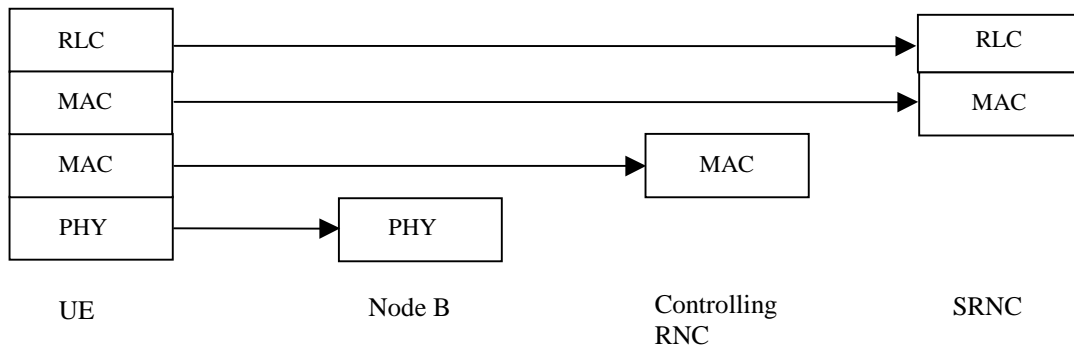 RLC
RLC
MAC
MAC
MAC
MAC
PHY
PHY
UE
Node B
Controlling
RNC
SRNC